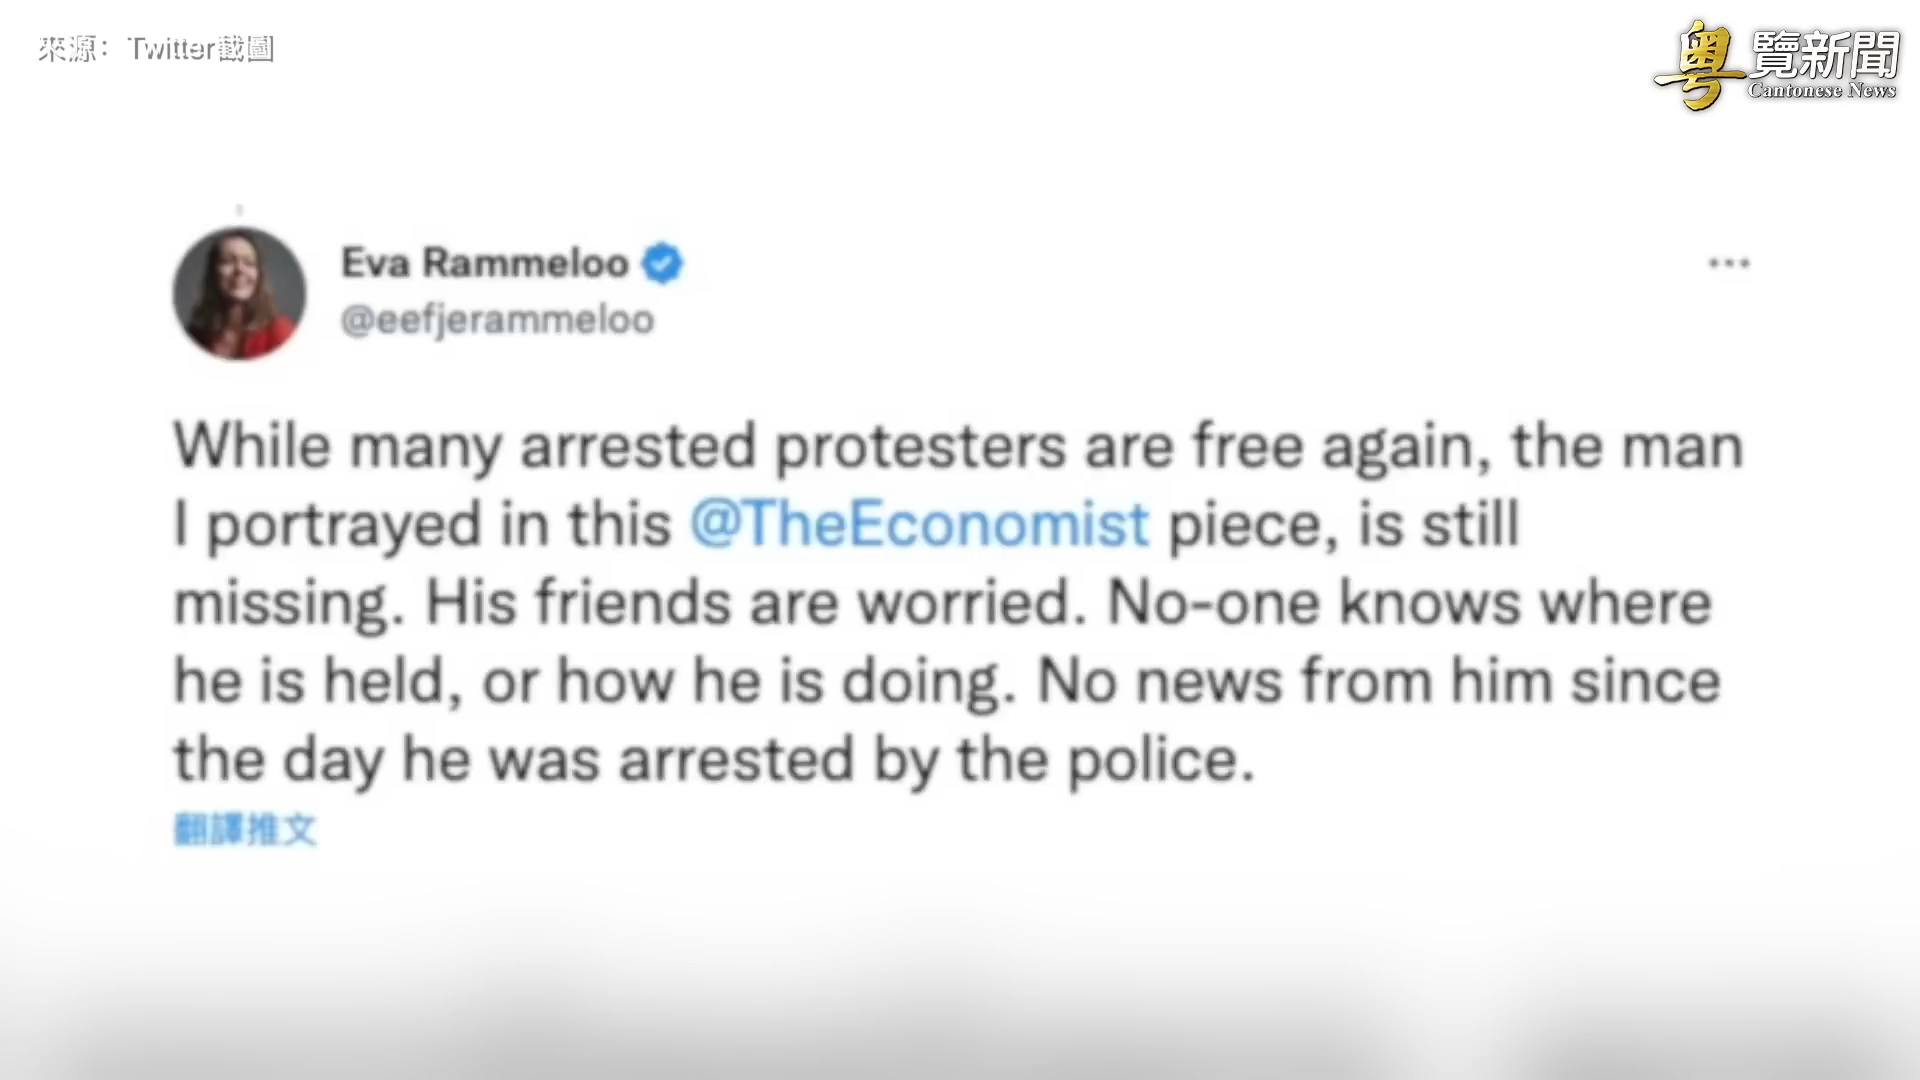 來源：Twitter截圖
粵覽新聞
Cantonese News
Eva Rammeloo
@eefjerammeloo
While many arrested protesters are free again, the man
I portrayed in this @TheEconomist piece, is still
missing. His friends are worried. No-one knows where
he is held, or how he is doing. No news from him since
the day he was arrested by the police.
翻譯推文